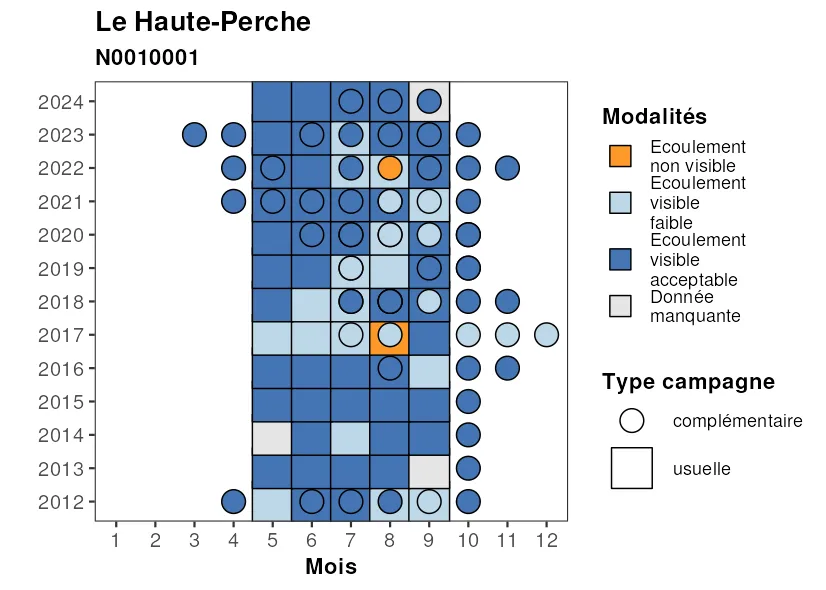 Le Haute-Perche
N0010001
2024
2023
2022
2021
2020
2019
2018
2017
2016
2015
2014
2013
2012
1 2 3 4 5 6 7 8 9 10 11 12
Mois
Modalités
Ecoulement
non visible
Ecoulement
visible
faible
Ecoulement
visible
acceptable
Donnée
manquante
Type campagne
complémentaire
usuelle